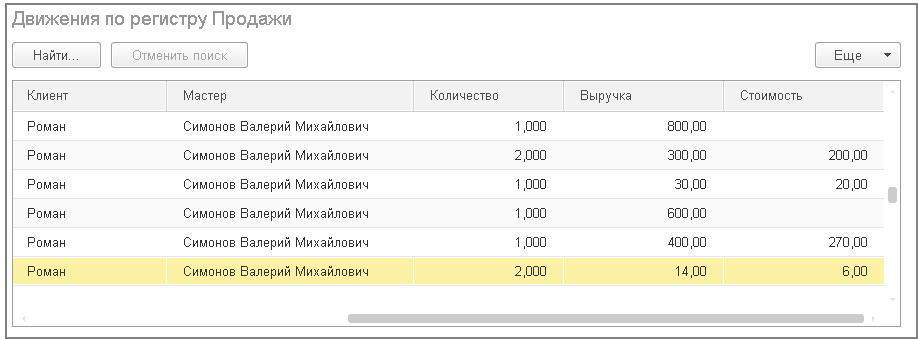 Движения по регистру Продажи
Найти... Отменить поиск Еще
Клиент Мастер Количество Выручка Стоимость
Роман Симонов Валерий Михайлович 1,000 800,00
Роман Симонов Валерий Михайлович 2,000 300,00 200,00
Роман Симонов Валерий Михайлович 1,000 30,00 20,00
Роман Симонов Валерий Михайлович 1,000 600,00
Роман Симонов Валерий Михайлович 1,000 400,00 270,00
Роман Симонов Валерий Михайлович 2,000 14,00 6,00